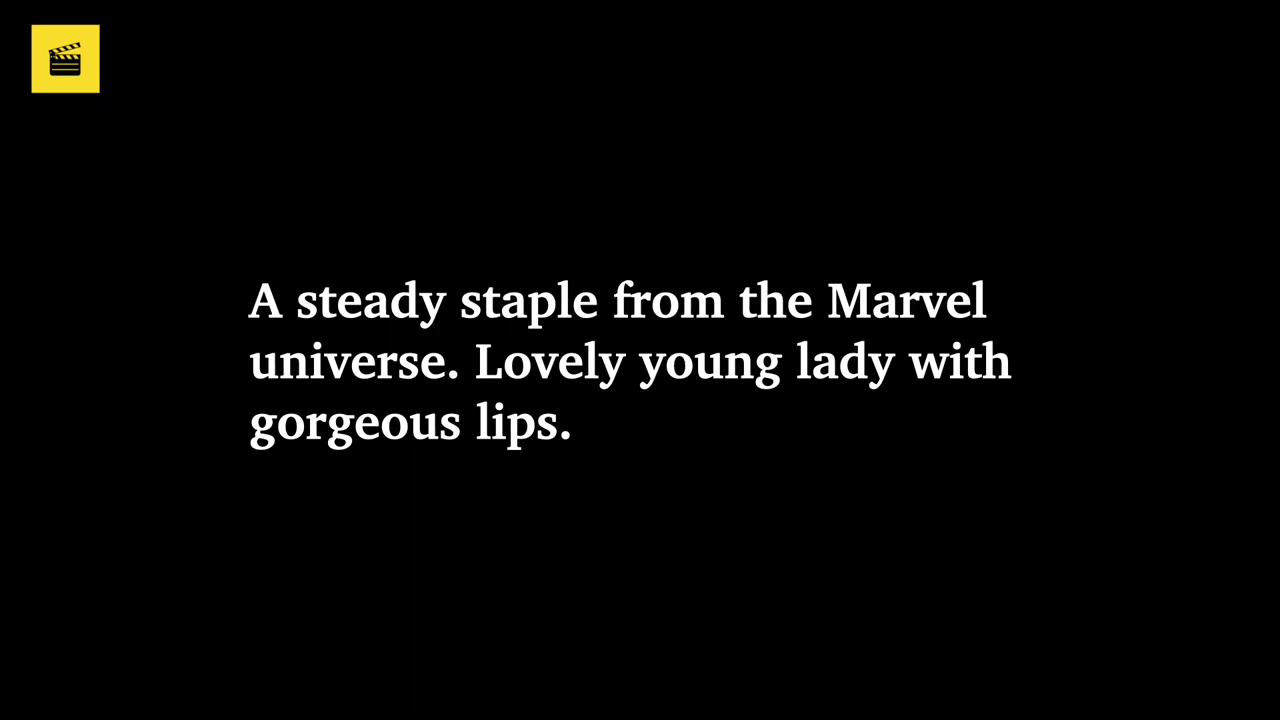 A steady staple from the Marvel
universe. Lovely young lady with
gorgeous lips.